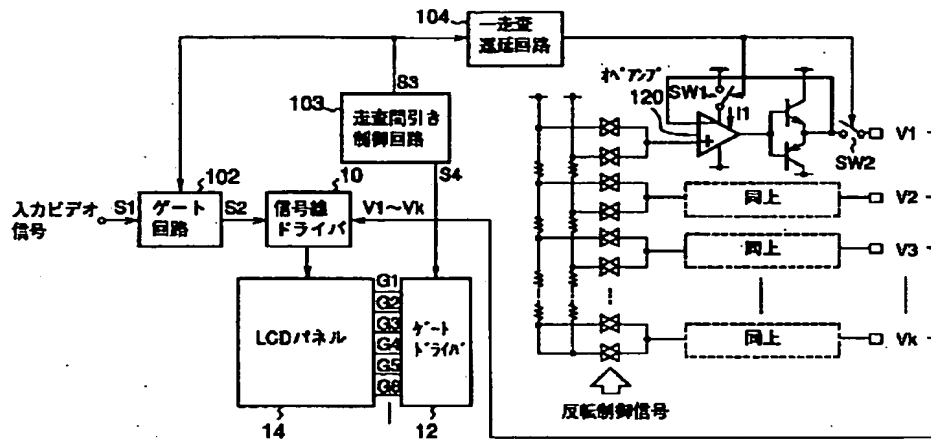 104
一走査
遅延回路
S3
103
走査間引き
制御回路
S4
オペアンプ
120
SW1
I1
V1
SW2
102
10
入力ビデオ
信号
S1
ゲート
回路
S2
信号線
ドライバ
V1～Vk
同上
V2
同上
V3
同上
Vk
G1
G2
G3
G4
G5
G6
LCDパネル
ゲート
ドライバ
反転制御信号
14
12